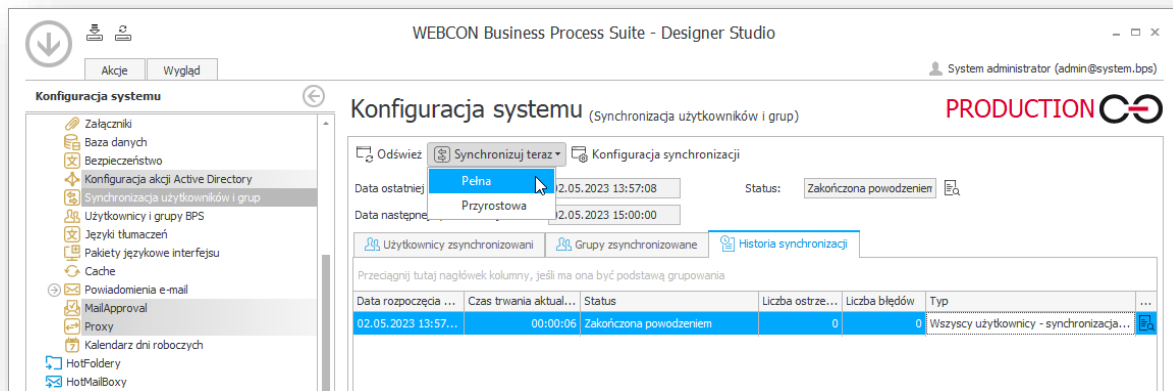 WEBCON Business Process Suite - Designer Studio
Akcje Wygląd
System administrator (admin@system.bps)
Konfiguracja systemu
Załączniki
Baza danych
Bezpieczeństwo
Konfiguracja akcji Active Directory
Synchronizacja użytkowników i grup
Użytkownicy i grupy BPS
Języki tłumaczeń
Pakiety językowe interfejsu
Cache
Powiadomienia e-mail
MailApproval
Proxy
Kalendarz dni roboczych
HotFoldery
HotMailBoxy
Konfiguracja systemu (Synchronizacja użytkowników i grup)
PRODUCTION
Odśwież Synchronizuj teraz Konfiguracja synchronizacji
Pełna
Przyrostowa
Data ostatniej 02.05.2023 13:57:08 Status: Zakończona powodzeniem
Data następnej 02.05.2023 15:00:00
Użytkownicy zsynchronizowani Grupy zsynchronizowane Historia synchronizacji
Przeciągnij tutaj nagłówek kolumny, jeśli ma ona być podstawą grupowania
Data rozpoczęcia ... Czas trwania aktual... Status Liczba ostrze... Liczba błędów Typ ...
02.05.2023 13:57... 00:00:06 Zakończona powodzeniem 0 0 Wszyscy użytkownicy - synchronizacja...